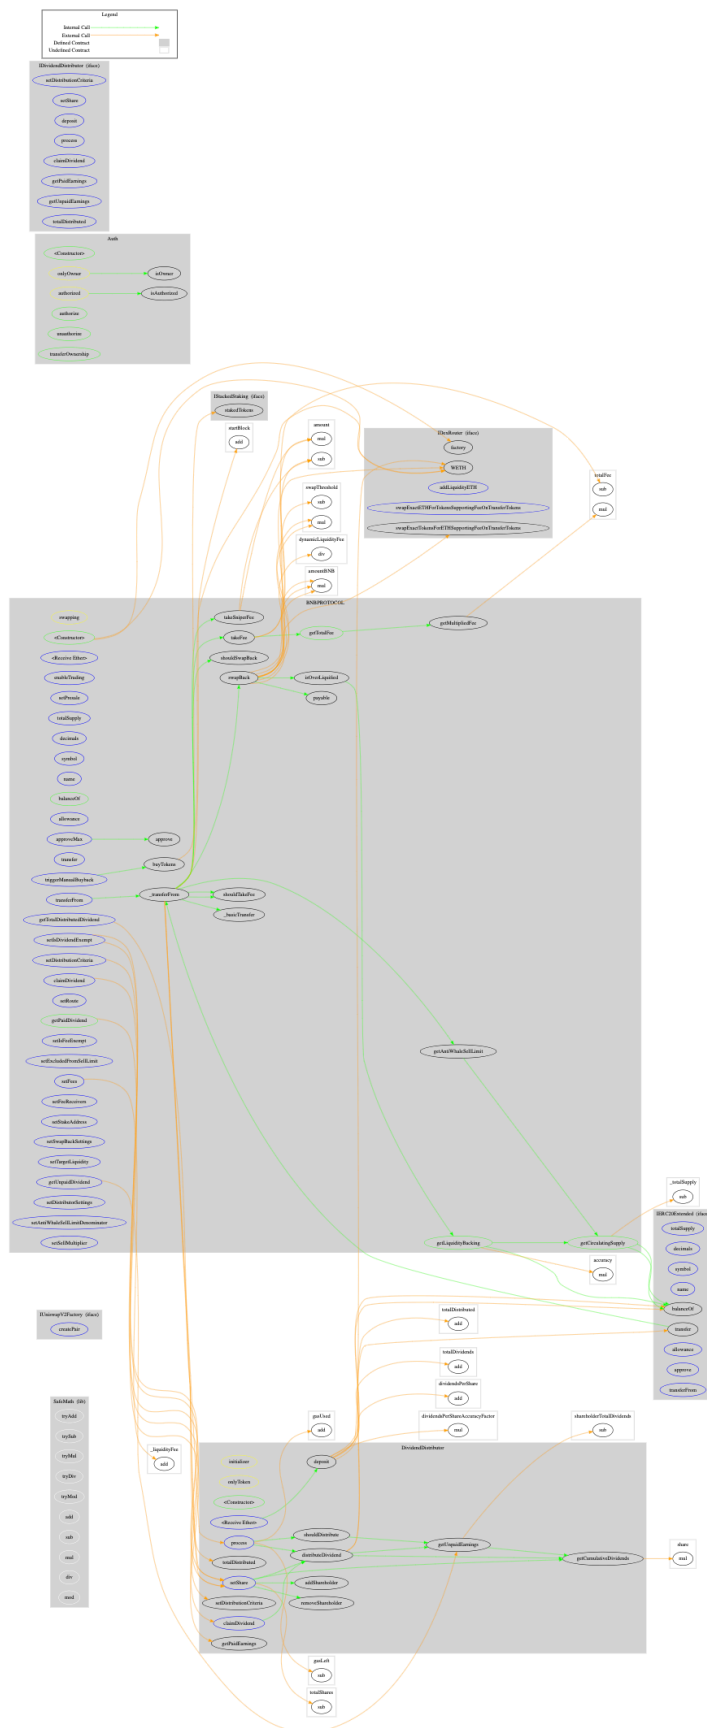 Legend
Internal Call
External Call
Defined Contract
Undefined Contract
IDividendDistributor (iface)
setDistributionCriteria
setShare
deposit
process
claimDividend
getPaidEarnings
getUnpaidEarnings
totalDistributed
Auth
<Constructor>
onlyOwner
isOwner
authorized
isAuthorized
authorize
unauthorize
transferOwnership
IStackedStaking (iface)
stakedTokens
startBlock
add
amount
mul
sub
swapThreshold
sub
mul
dynamicLiquidityFee
div
amountBNB
mul
IDexRouter (iface)
factory
WETH
addLiquidityETH
swapExactETHForTokensSupportingFeeOnTransferTokens
swapExactTokensForETHSupportingFeeOnTransferTokens
totalFee
sub
mul
BNBPROTOCOL
swapping
<Constructor>
<Receive Ether>
enableTrading
setPresale
totalSupply
decimals
symbol
name
balanceOf
allowance
approveMax
transfer
triggerManualBuyback
transferFrom
getTotalDistributedDividend
setIsDividendExempt
setDistributionCriteria
claimDividend
setRoute
getPaidDividend
setIsFeeExempt
setExcludedFromSellLimit
setFees
setFeeReceivers
setStakeAddress
setSwapBackSettings
setTargetLiquidity
getUnpaidDividend
setDistributorSettings
setAntiWhaleSellLimitDenominator
setSellMultiplier
approve
buyTokens
_transferFrom
takeSniperFee
takeFee
shouldSwapBack
swapBack
shouldTakeFee
_basicTransfer
getTotalFee
isOverLiquified
payable
getMultipliedFee
getAntiWhaleSellLimit
getLiquidityBacking
getCirculatingSupply
_totalSupply
sub
accuracy
mul
totalSupply
decimals
symbol
name
balanceOf
transfer
allowance
approve
transferFrom
IUniswapV2Factory (iface)
createPair
SafeMath (lib)
tryAdd
trySub
tryMul
tryDiv
tryMod
add
sub
mul
div
mod
_liquidityFee
add
totalDistributed
add
totalDividends
add
dividendsPerShare
add
dividendsPerShareAccuracyFactor
mul
gasUsed
add
shareholderTotalDividends
sub
DividendDistributor
initializer
onlyToken
<Constructor>
<Receive Ether>
process
totalDistributed
setShare
setDistributionCriteria
claimDividend
getPaidEarnings
deposit
shouldDistribute
distributeDividend
addShareholder
removeShareholder
getUnpaidEarnings
getCumulativeDividends
share
mul
gasLeft
sub
totalShares
sub